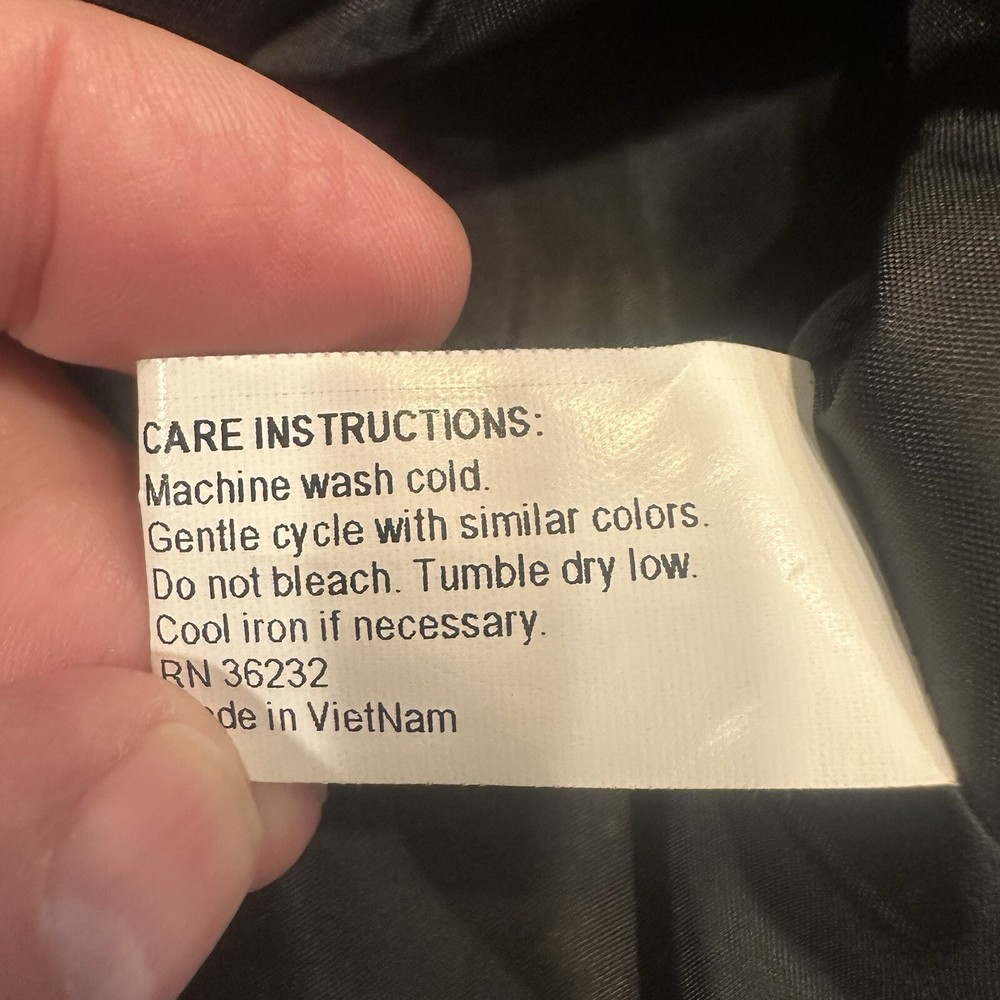 CARE INSTRUCTIONS:
Machine wash cold.
Gentle cycle with similar colors.
Do not bleach. Tumble dry low.
Cool iron if necessary.
RN 36232
de in VietNam